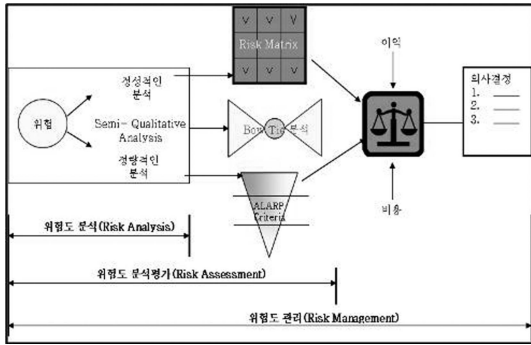 V V V
Risk Matrix
V V V
이익
정성적인
분석
의사결정
1.
2.
3.
위험
Semi- Qualitative
Analysis
Bow Tie 분석
정량적인
분석
ALARP
Criteria
비용
위험도 분석(Risk Analysis)
위험도 분석평가(Risk Assessment)
위험도 관리(Risk Management)